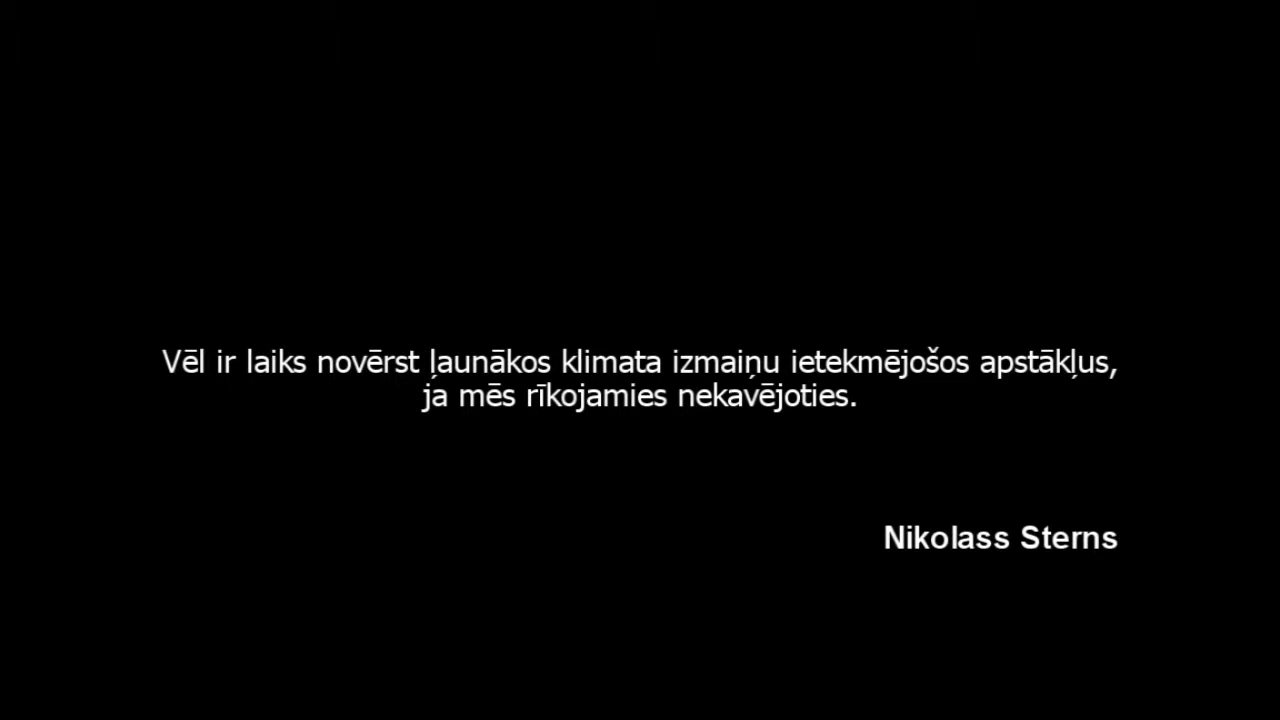 Vēl ir laiks novērst ļaunākos klimata izmaiņu ietekmējošos apstākļus,
ja mēs rīkojamies nekavējoties.
Nikolass Sterns